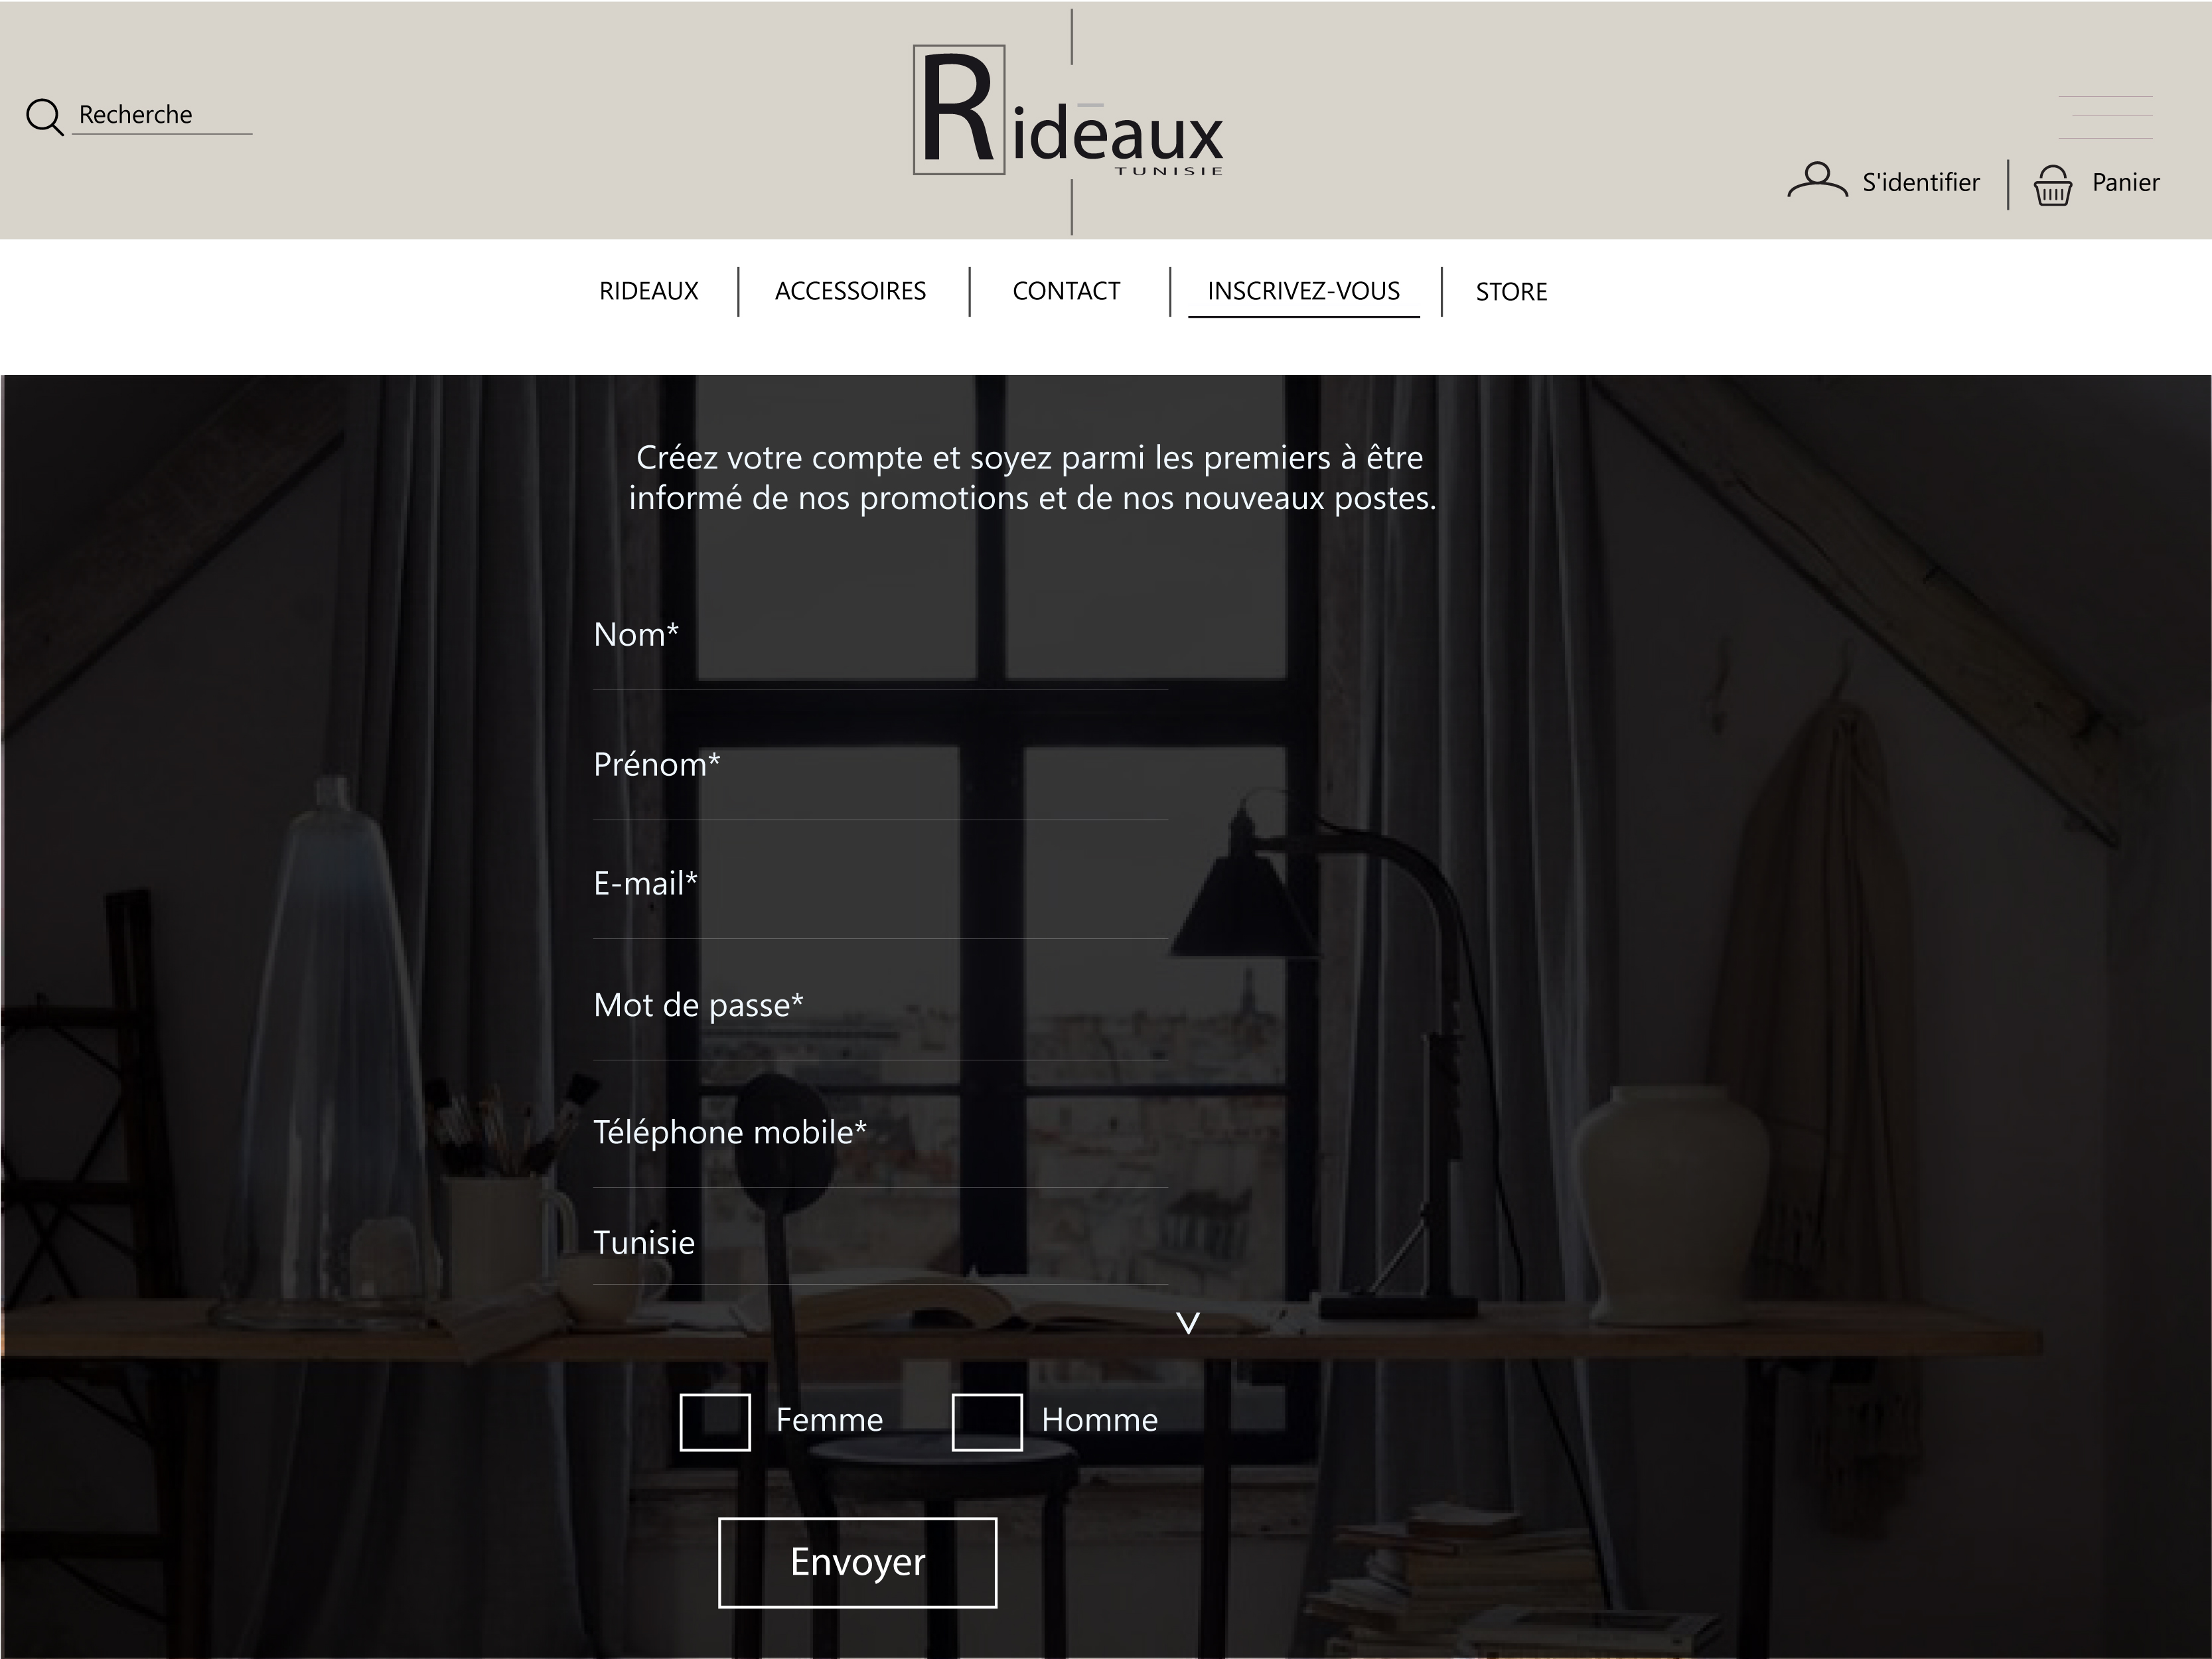 Recherche
Rideaux
TUNISIE
S'identifier
Panier
RIDEAUX
ACCESSOIRES
CONTACT
INSCRIVEZ-VOUS
STORE
Créez votre compte et soyez parmi les premiers à être
informé de nos promotions et de nos nouveaux postes.
Nom*
Prénom*
E-mail*
Mot de passe*
Téléphone mobile*
Tunisie
Femme
Homme
Envoyer